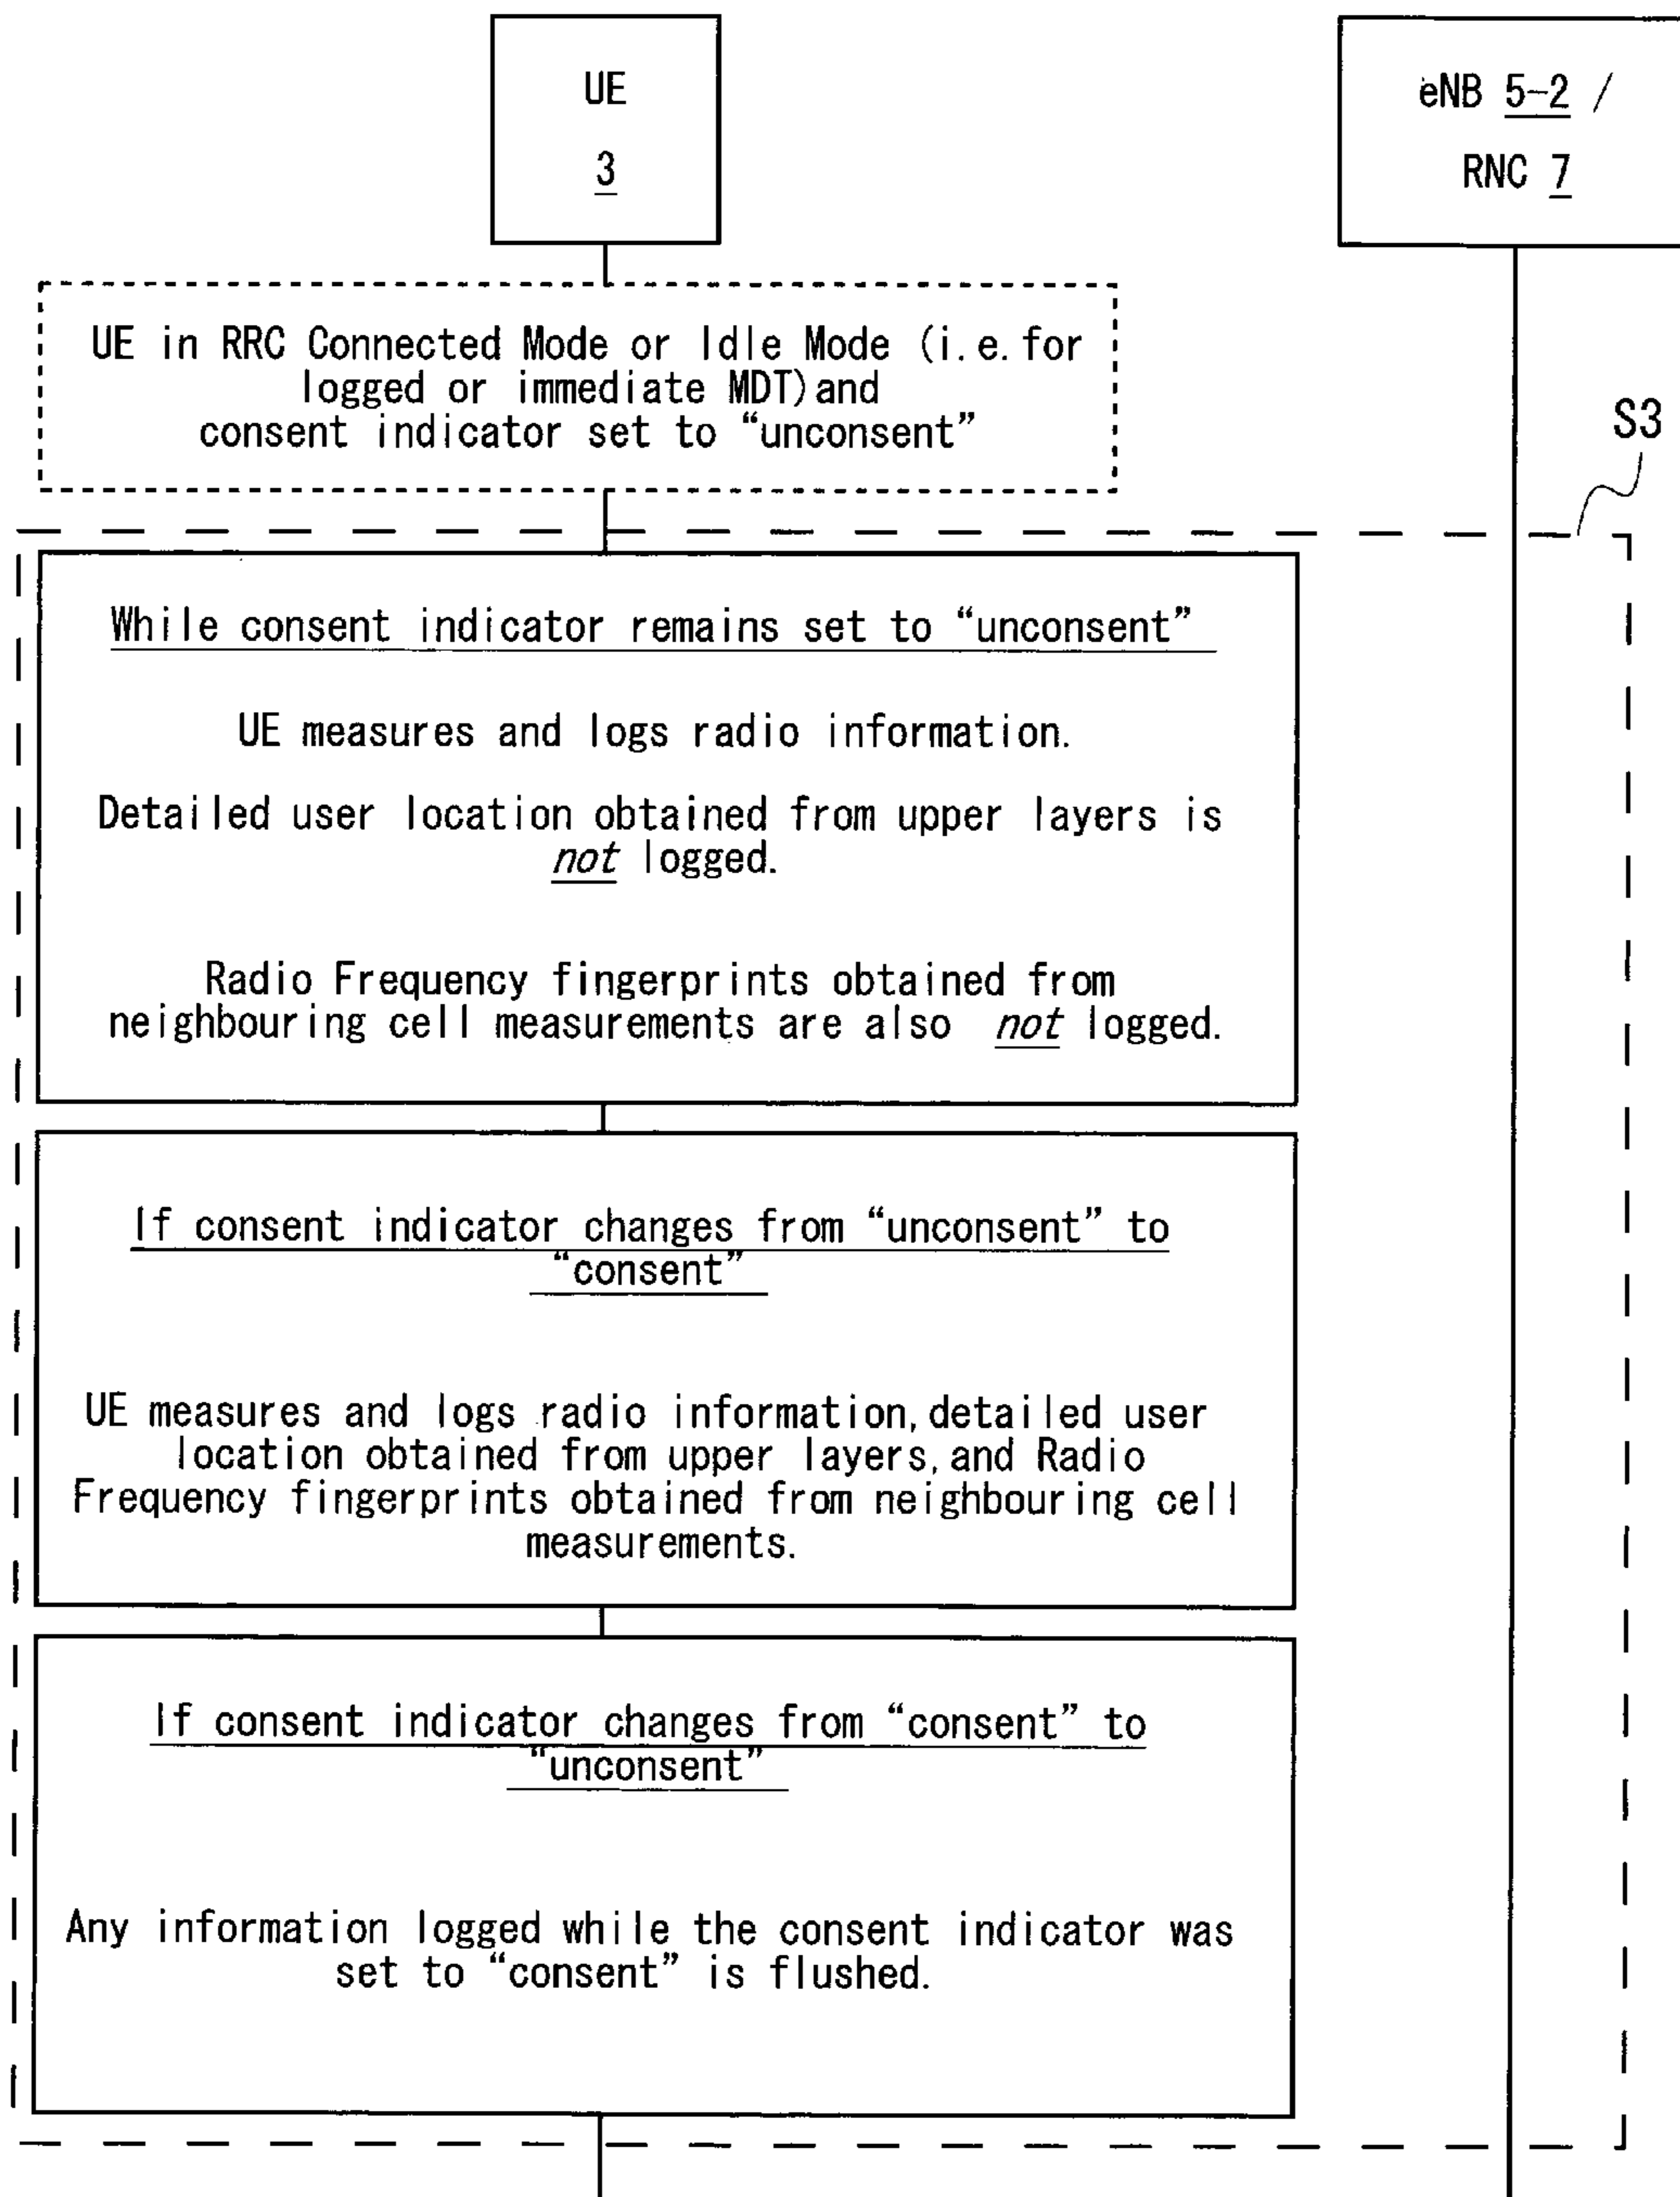 UE
3
eNB 5-2 /
RNC 7
UE in RRC Connected Mode or Idle Mode (i.e. for
logged or immediate MDT) and
consent indicator set to “unconsent”
S3
While consent indicator remains set to “unconsent”
UE measures and logs radio information.
Detailed user location obtained from upper layers is
not logged.
Radio Frequency fingerprints obtained from
neighbouring cell measurements are also not logged.
If consent indicator changes from “unconsent” to
“consent”
UE measures and logs radio information, detailed user
location obtained from upper layers, and Radio
Frequency fingerprints obtained from neighbouring cell
measurements.
If consent indicator changes from “consent” to
“unconsent”
Any information logged while the consent indicator was
set to “consent” is flushed.